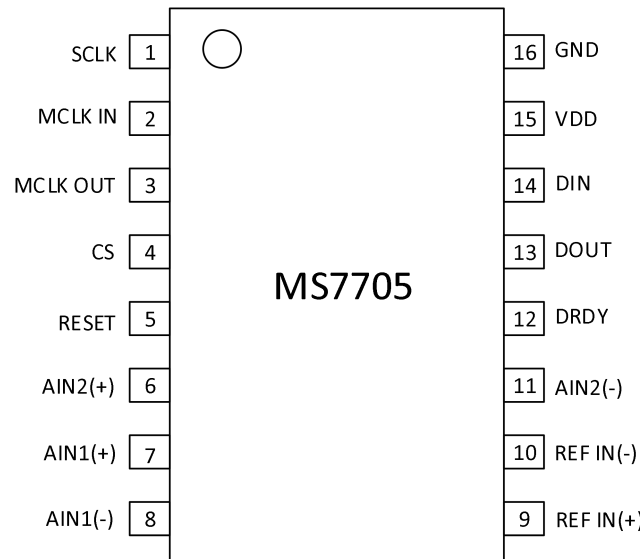 SCLK 1 16 GND
MCLK IN 2 15 VDD
MCLK OUT 3 14 DIN
CS 4 13 DOUT
MS7705
RESET 5 12 DRDY
AIN2(+) 6 11 AIN2(-)
AIN1(+) 7 10 REF IN(-)
AIN1(-) 8 9 REF IN(+)